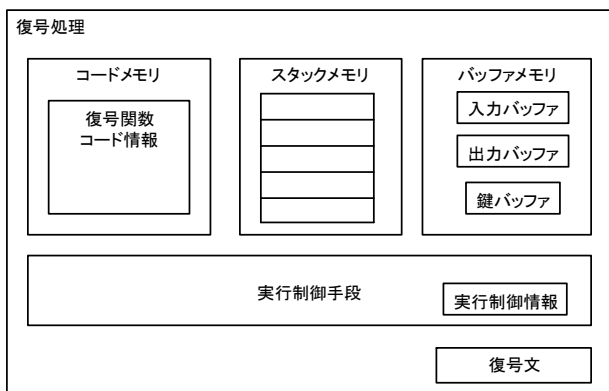 復号処理
コードメモリ
復号関数
コード情報
スタックメモリ
バッファメモリ
入力バッファ
出力バッファ
鍵バッファ
実行制御手段
実行制御情報
復号文